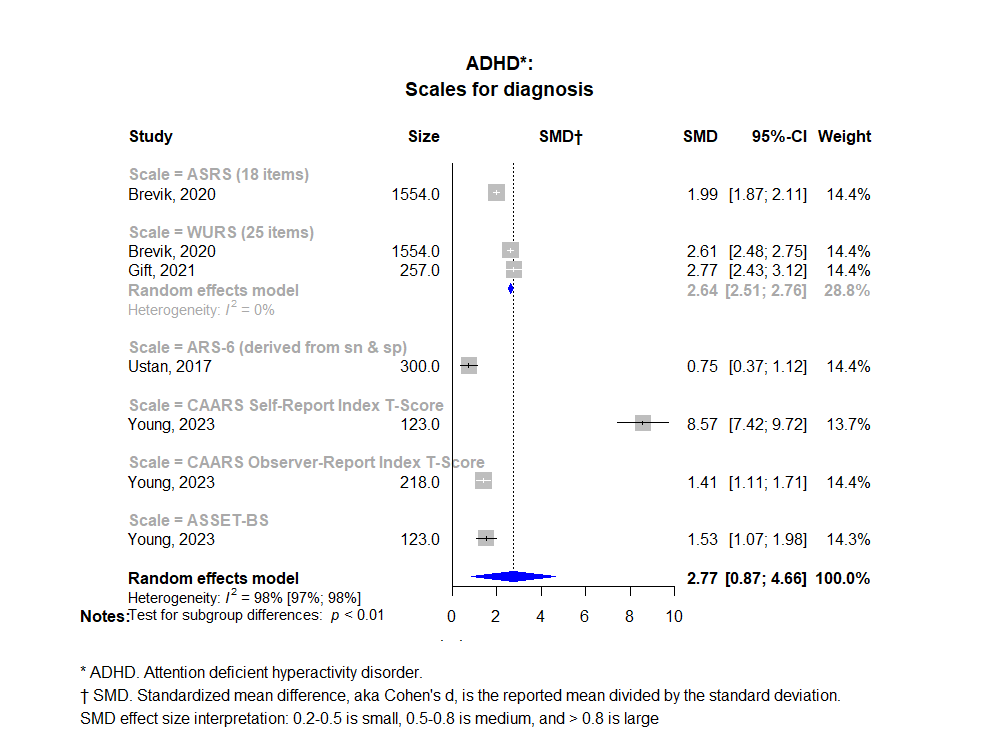 ADHD*:
Scales for diagnosis
Study Size SMD† SMD 95%-CI Weight
Scale = ASRS (18 items)
Brevik, 2020 1554.0 1.99 [1.87; 2.11] 14.4%
Scale = WURS (25 items)
Brevik, 2020 1554.0 2.61 [2.48; 2.75] 14.4%
Gift, 2021 257.0 2.77 [2.43; 3.12] 14.4%
Random effects model 2.64 [2.51; 2.76] 28.8%
Heterogeneity: I² = 0%
Scale = ARS-6 (derived from sn & sp)
Ustan, 2017 300.0 0.75 [0.37; 1.12] 14.4%
Scale = CAARS Self-Report Index T-Score
Young, 2023 123.0 8.57 [7.42; 9.72] 13.7%
Scale = CAARS Observer-Report Index T-Score
Young, 2023 218.0 1.41 [1.11; 1.71] 14.4%
Scale = ASSET-BS
Young, 2023 123.0 1.53 [1.07; 1.98] 14.3%
Random effects model 2.77 [0.87; 4.66] 100.0%
Heterogeneity: I² = 98% [97%; 98%]
Notes: Test for subgroup differences: p < 0.01
0 2 4 6 8 10
* ADHD. Attention deficient hyperactivity disorder.
† SMD. Standardized mean difference, aka Cohen's d, is the reported mean divided by the standard deviation.
SMD effect size interpretation: 0.2-0.5 is small, 0.5-0.8 is medium, and > 0.8 is large